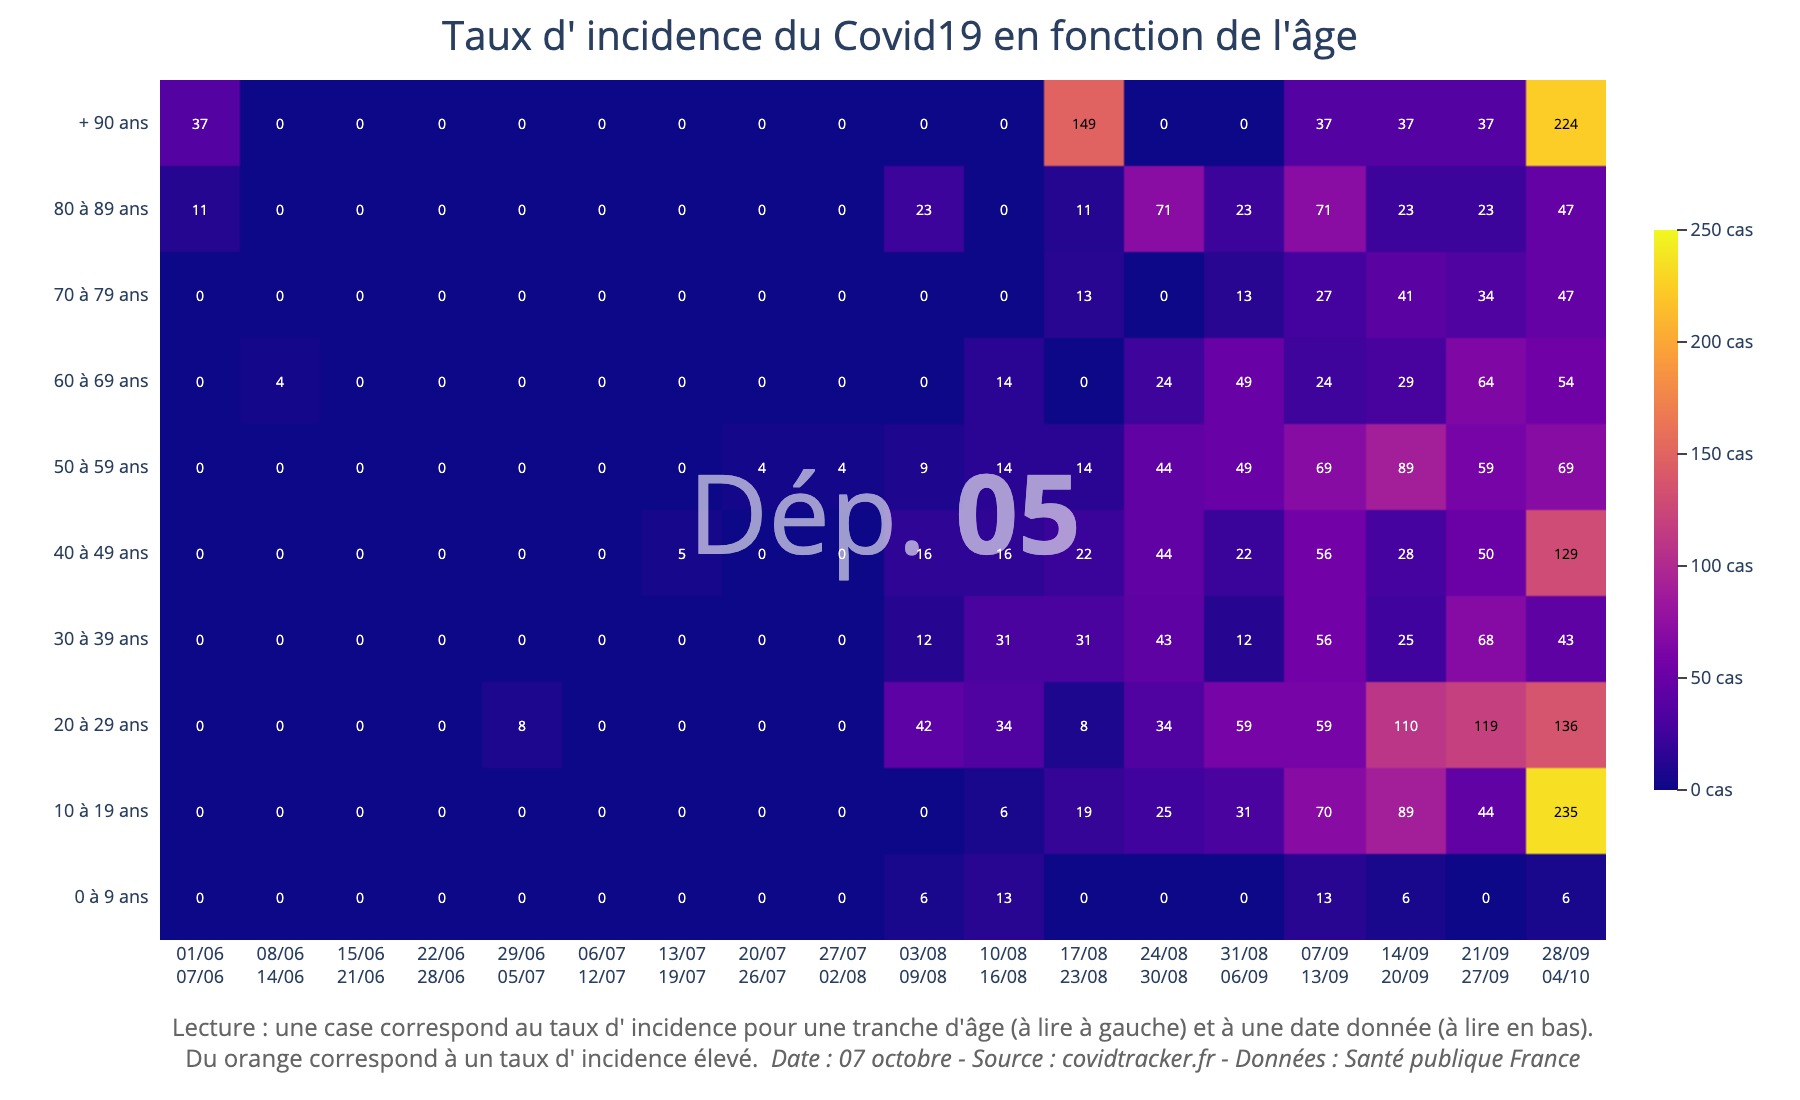 Taux d' incidence du Covid19 en fonction de l'âge
+ 90 ans 37 0 0 0 0 0 0 0 0 0 0 149 0 0 37 37 37 224
80 à 89 ans 11 0 0 0 0 0 0 0 0 23 0 11 71 23 71 23 23 47
70 à 79 ans 0 0 0 0 0 0 0 0 0 0 0 13 0 13 27 41 34 47
60 à 69 ans 0 4 0 0 0 0 0 0 0 0 14 0 24 49 24 29 64 54
50 à 59 ans 0 0 0 0 0 0 0 4 4 9 14 14 44 49 69 89 59 69
Dép. 05
40 à 49 ans 0 0 0 0 0 0 5 0 0 16 16 22 44 22 56 28 50 129
30 à 39 ans 0 0 0 0 0 0 0 0 0 12 31 31 43 12 56 25 68 43
20 à 29 ans 0 0 0 0 8 0 0 0 0 42 34 8 34 59 59 110 119 136
10 à 19 ans 0 0 0 0 0 0 0 0 0 0 6 19 25 31 70 89 44 235
0 à 9 ans 0 0 0 0 0 0 0 0 0 6 13 0 0 0 13 6 0 6
01/06 08/06 15/06 22/06 29/06 06/07 13/07 20/07 27/07 03/08 10/08 17/08 24/08 31/08 07/09 14/09 21/09 28/09
07/06 14/06 21/06 28/06 05/07 12/07 19/07 26/07 02/08 09/08 16/08 23/08 30/08 06/09 13/09 20/09 27/09 04/10
250 cas
200 cas
150 cas
100 cas
50 cas
0 cas
Lecture : une case correspond au taux d' incidence pour une tranche d'âge (à lire à gauche) et à une date donnée (à lire en bas).
Du orange correspond à un taux d' incidence élevé. Date : 07 octobre - Source : covidtracker.fr - Données : Santé publique France